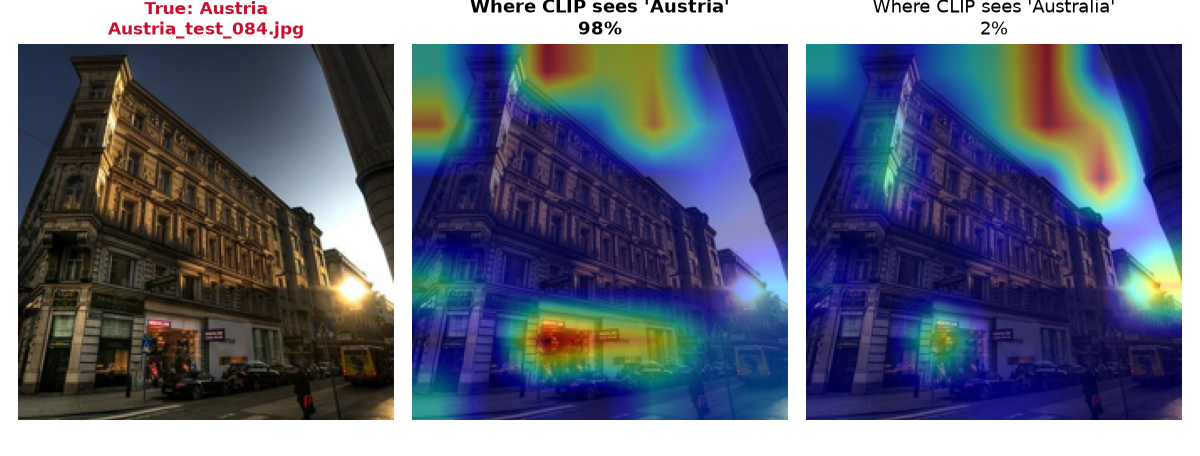 True: Austria
Austria_test_084.jpg
Where CLIP sees 'Austria'
98%
Where CLIP sees 'Australia'
2%